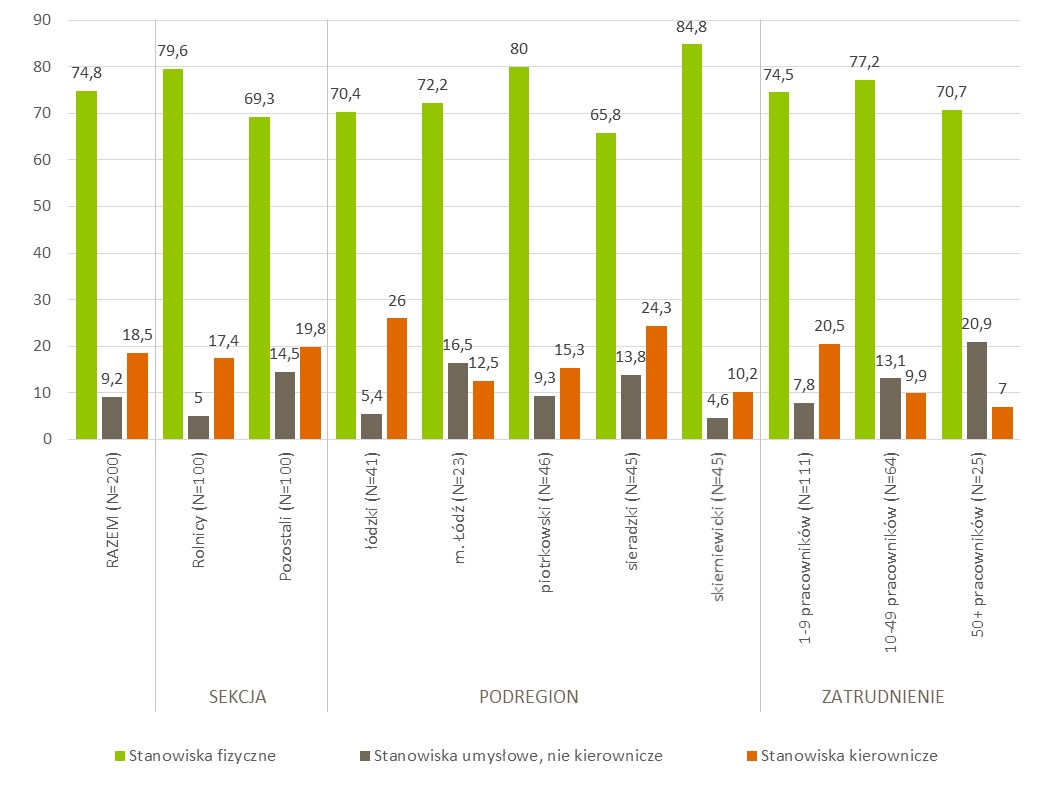 90
80
70
60
50
40
30
20
10
0
74,8
9,2
18,5
79,6
5
17,4
69,3
14,5
19,8
70,4
5,4
26
72,2
16,5
12,5
80
9,3
15,3
65,8
13,8
24,3
84,8
4,6
10,2
74,5
7,8
20,5
77,2
13,1
9,9
70,7
20,9
7
RAZEM (N=200)
Rolnicy (N=100)
Pozostali (N=100)
łódzki (N=41)
m. Łódź (N=23)
piotrkowski (N=46)
sieradzki (N=45)
skierniewicki (N=45)
1-9 pracowników (N=111)
10-49 pracowników (N=64)
50+ pracowników (N=25)
SEKCJA
PODREGION
ZATRUDNIENIE
Stanowiska fizyczne
Stanowiska umysłowe, nie kierownicze
Stanowiska kierownicze